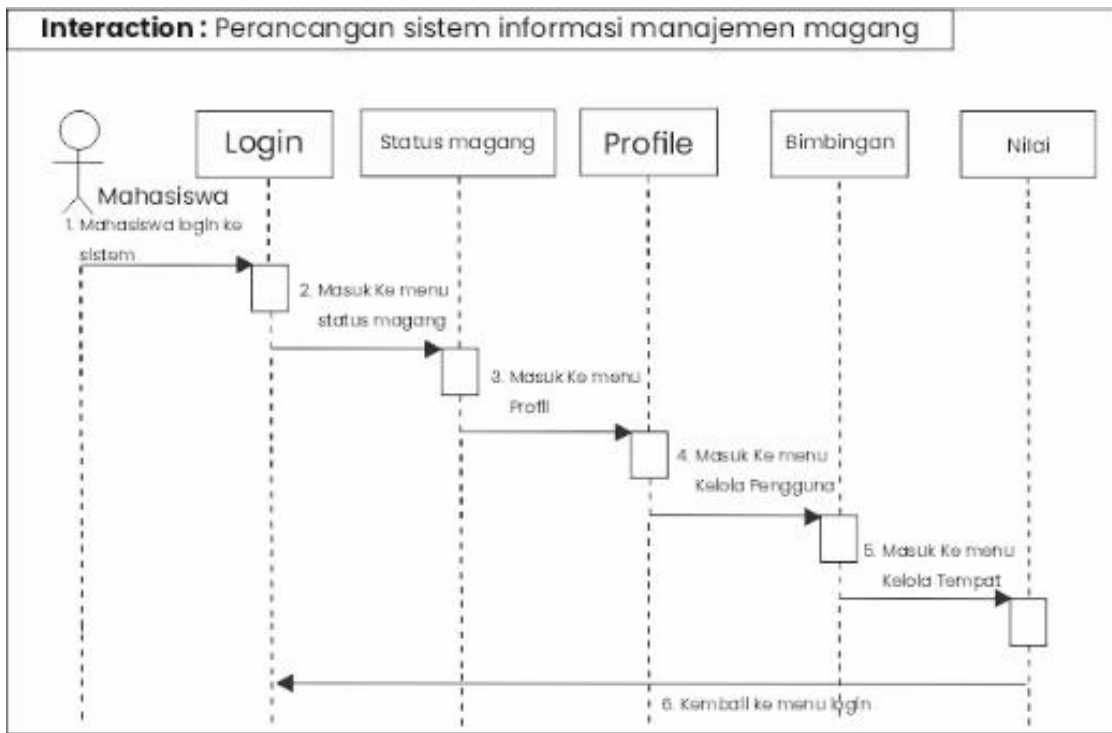 Interaction : Perancangan sistem informasi manajemen magang
Login
Status magang
Profile
Bimbingan
Nilai
Mahasiswa
1. Mahasiswa login ke
sistem
2. Masuk Ke menu
status magang
3. Masuk Ke menu
Profil
4. Masuk Ke menu
Kelola Pengguna
5. Masuk Ke menu
Kelola Tempat
6. Kembali ke menu login